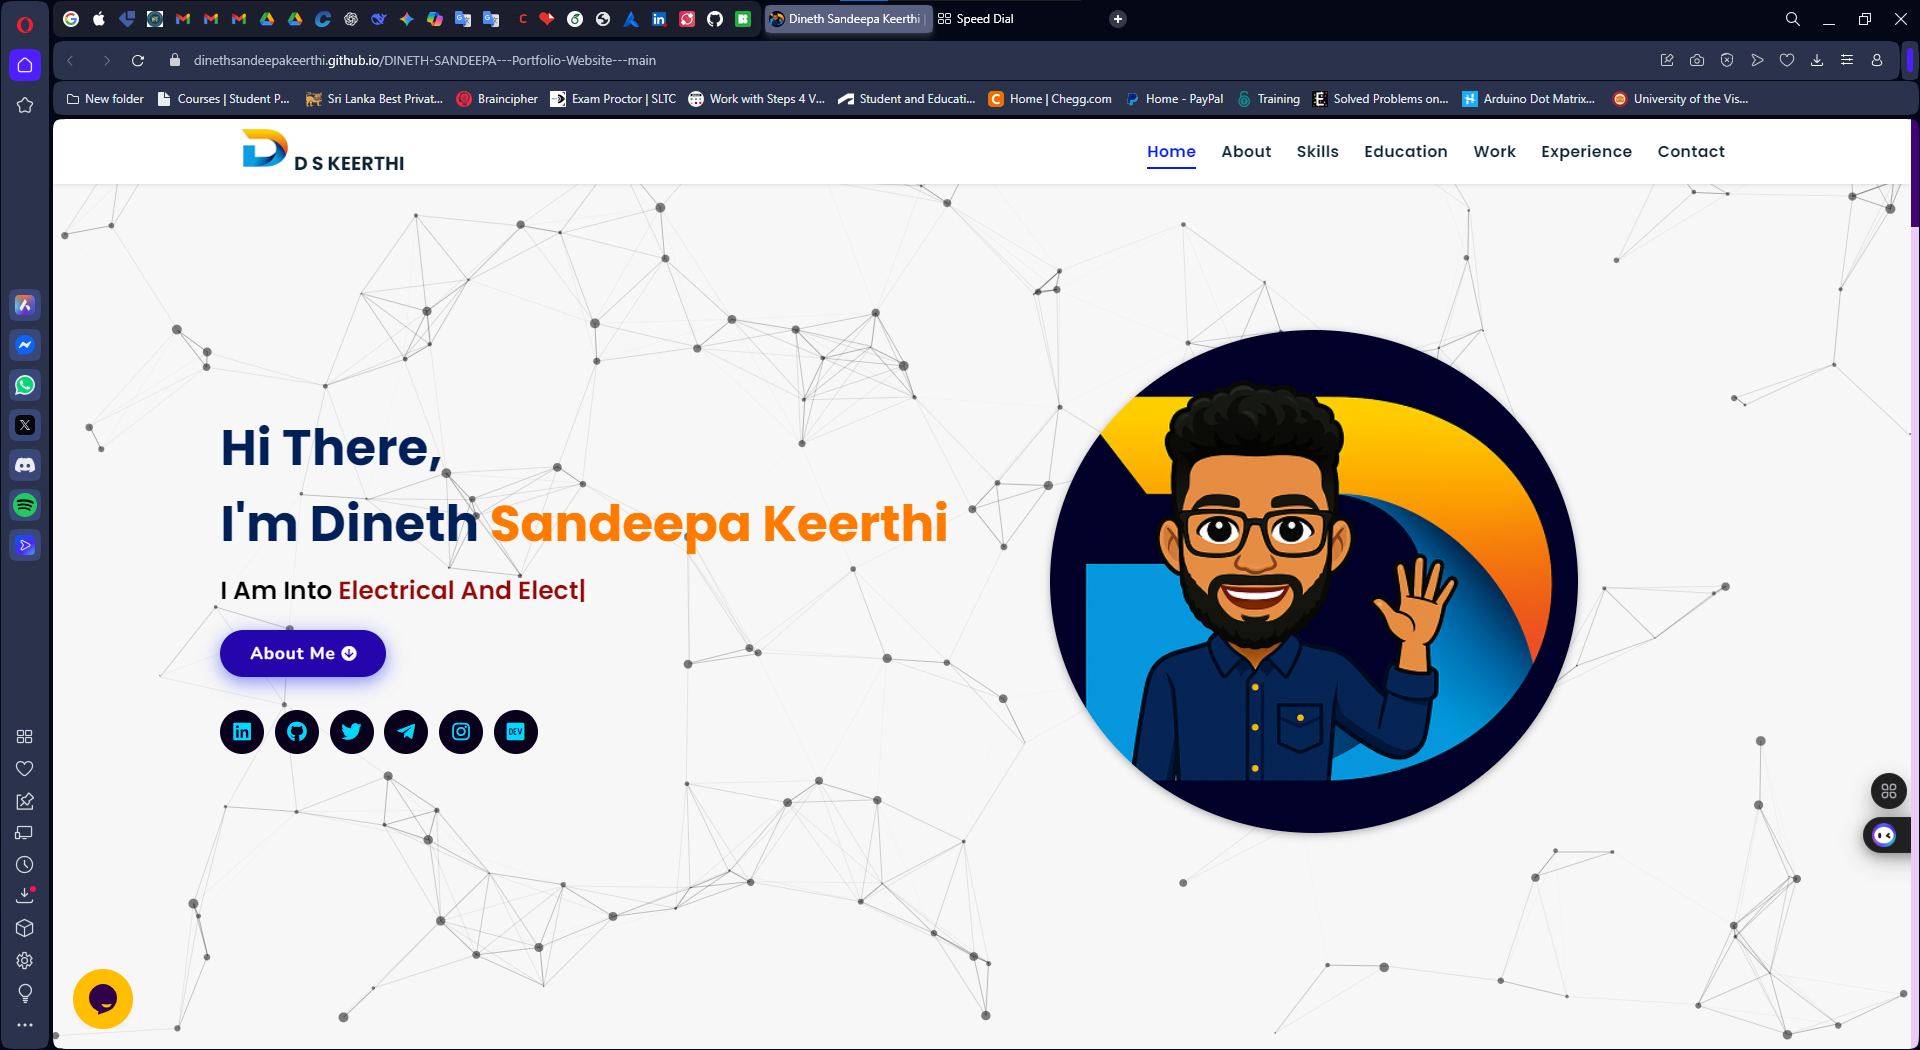 Dineth Sandeepa Keerthi |
Speed Dial
dinethsandeepakeerthi.github.io/DINETH-SANDEEPA---Portfolio-Website---main
New folder
Courses | Student P...
Sri Lanka Best Privat...
Braincipher
Exam Proctor | SLTC
Work with Steps 4 V...
Student and Educati...
Home | Chegg.com
Home - PayPal
Training
Solved Problems on...
Arduino Dot Matrix...
University of the Vis...
D S KEERTHI
Home
About
Skills
Education
Work
Experience
Contact
Hi There,
I'm Dineth Sandeepa Keerthi
I Am Into Electrical And Elect|
About Me
DEV